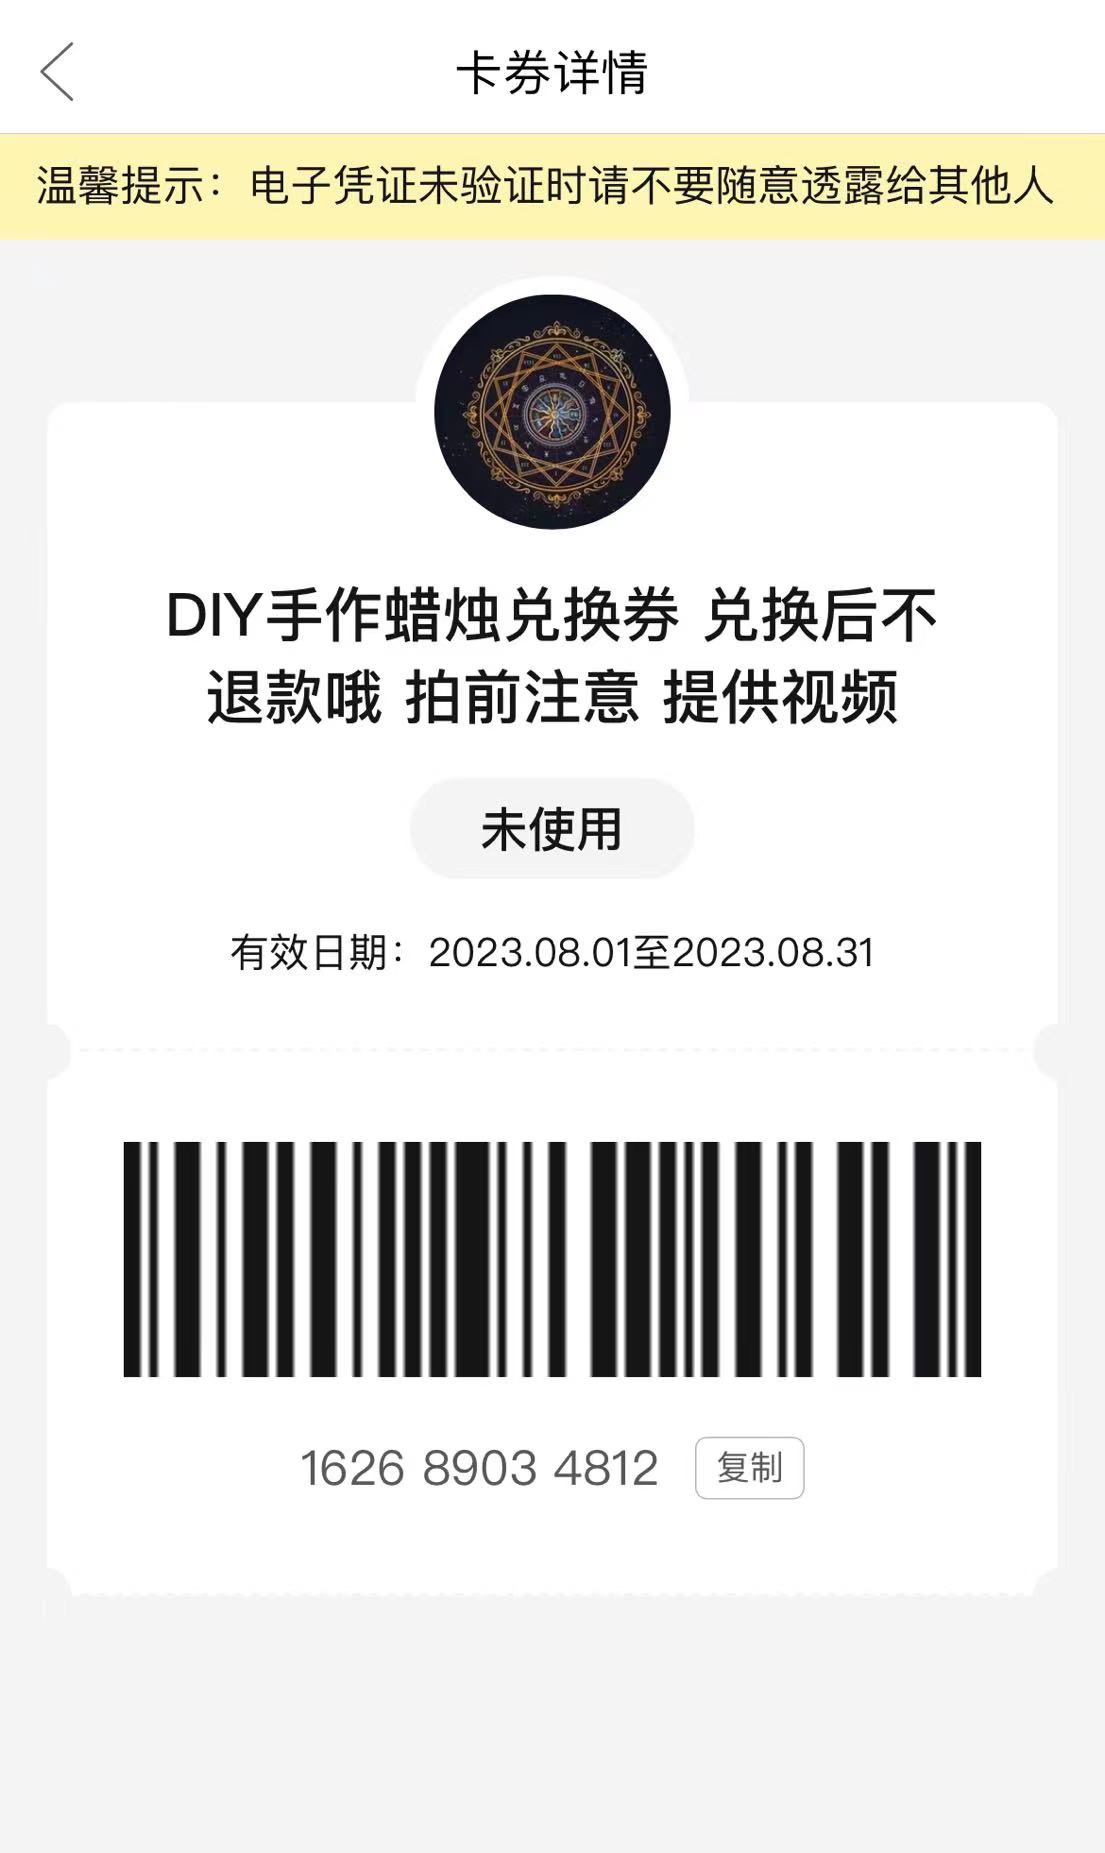 卡券详情
温馨提示：电子凭证未验证时请不要随意透露给其他人
DIY手作蜡烛兑换券 兑换后不
退款哦 拍前注意 提供视频
未使用
有效日期：2023.08.01至2023.08.31
1626 8903 4812 复制